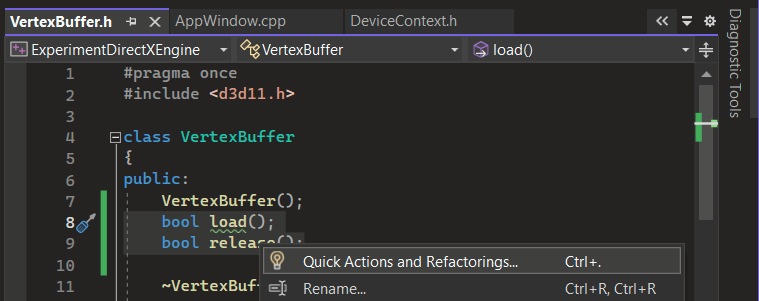 VertexBuffer.h AppWindow.cpp DeviceContext.h
ExperimentDirectXEngine VertexBuffer load()
Diagnostic Tools
1 #pragma once
2 #include <d3d11.h>
3
4 class VertexBuffer
5 {
6 public:
7 VertexBuffer();
8 bool load();
9 bool release();
10
11 ~VertexBuf
Quick Actions and Refactorings... Ctrl+.
Rename... Ctrl+R, Ctrl+R